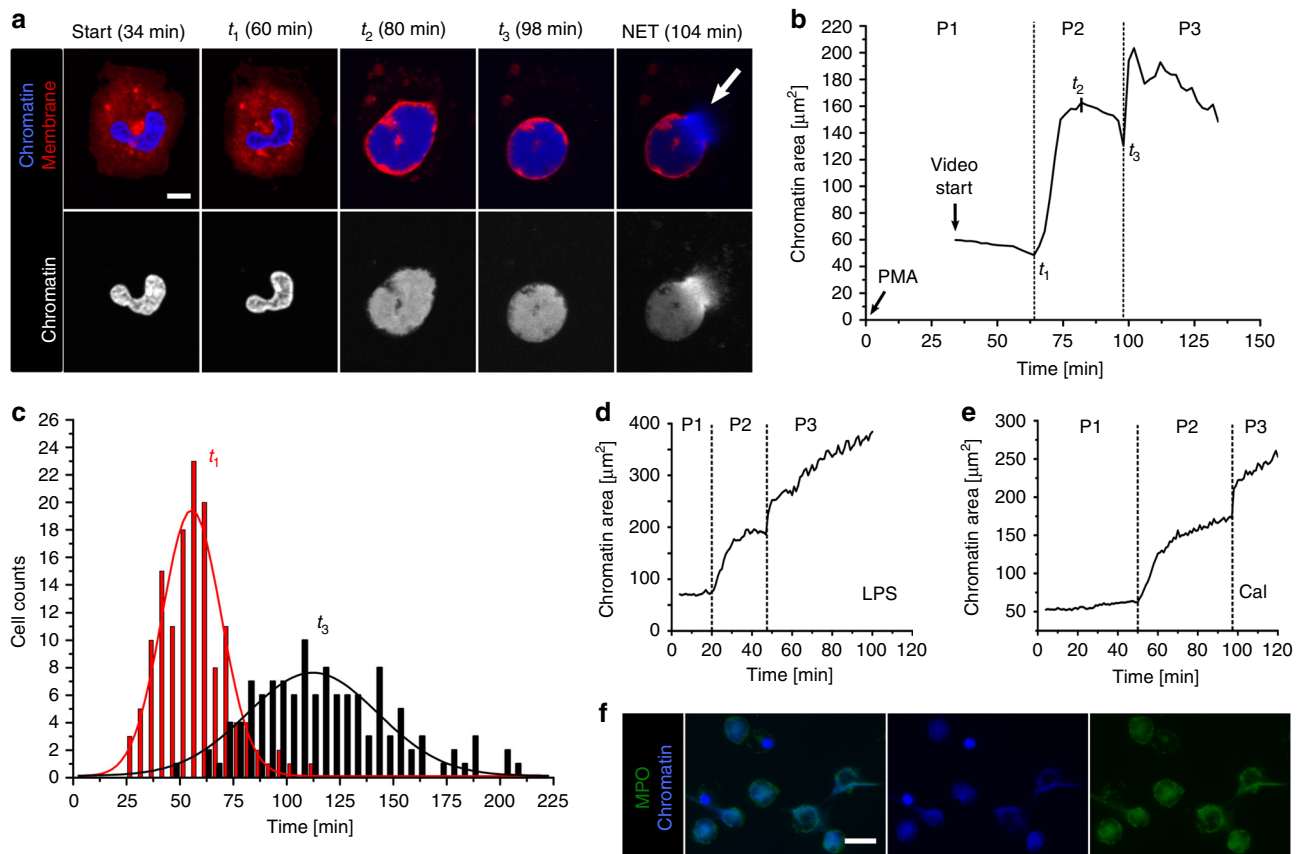 a
Start (34 min)
t1 (60 min)
t2 (80 min)
t3 (98 min)
NET (104 min)
Chromatin
Membrane
Chromatin
b
P1
P2
P3
220
200
180
160
140
120
100
80
60
40
20
0
Chromatin area [μm²]
Video
start
PMA
t1
t2
t3
0 25 50 75 100 125 150
Time [min]
c
26
24
22
20
18
16
14
12
10
8
6
4
2
0
Cell counts
t1
t3
0 25 50 75 100 125 150 175 200 225
Time [min]
d
P1
P2
P3
400
300
200
100
0
Chromatin area [μm²]
LPS
0 20 40 60 80 100 120
Time [min]
e
P1
P2
P3
300
250
200
150
100
50
Chromatin area [μm²]
Cal
0 20 40 60 80 100 120
Time [min]
f
MPO
Chromatin